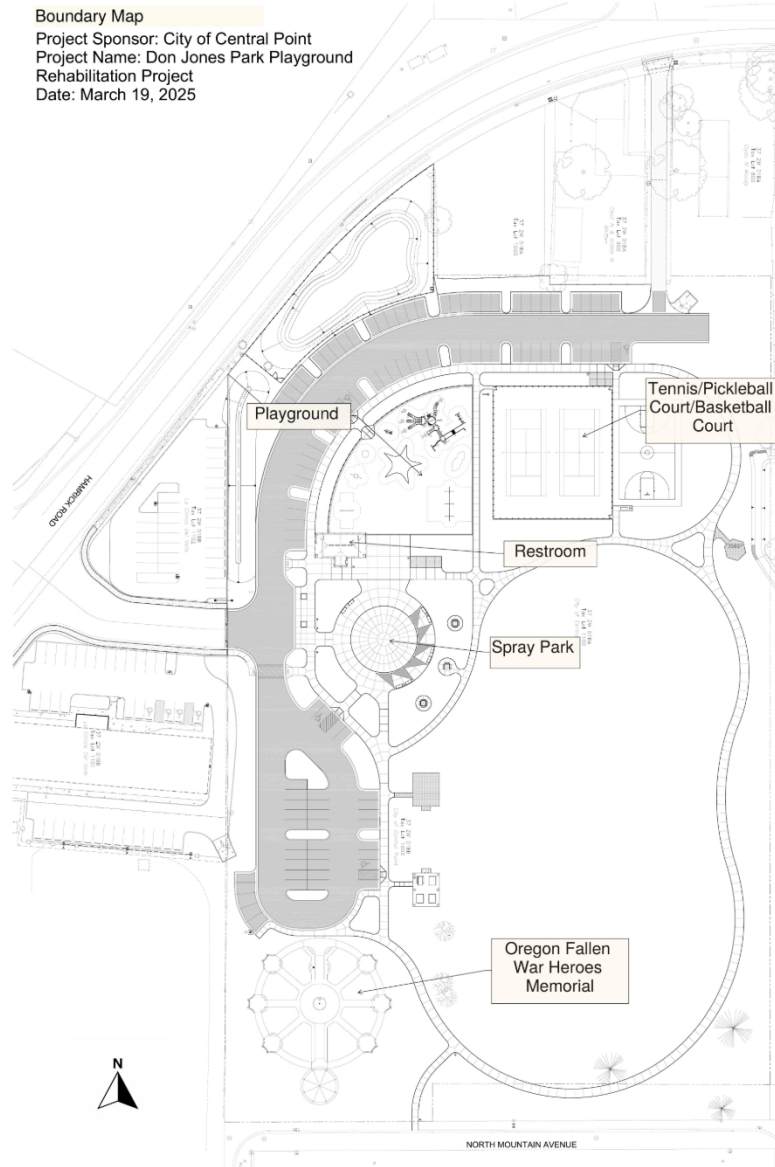 Boundary Map
Project Sponsor: City of Central Point
Project Name: Don Jones Park Playground
Rehabilitation Project
Date: March 19, 2025
Playground
Tennis/Pickleball
Court/Basketball
Court
HAMRICK ROAD
Restroom
Spray Park
Oregon Fallen
War Heroes
Memorial
N
NORTH MOUNTAIN AVENUE